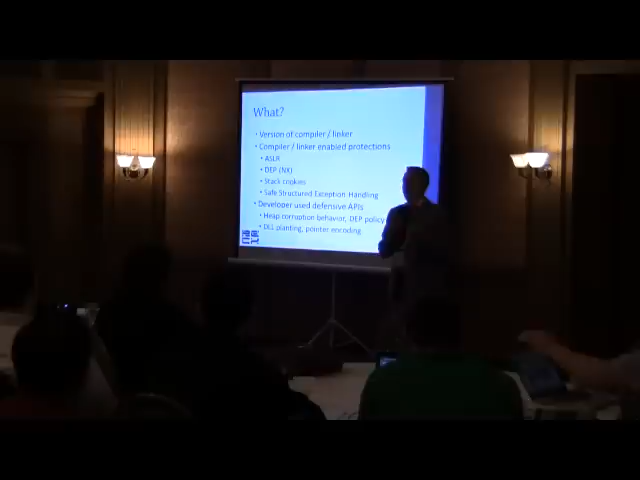 What?
• Version of compiler / linker
• Compiler / linker enabled protections
• ASLR
• DEP (NX)
• Stack cookies
• Safe Structured Exception Handling
• Developer used defensive APIs
• Heap corruption behavior, DEP policy
• DLL planting, pointer encoding